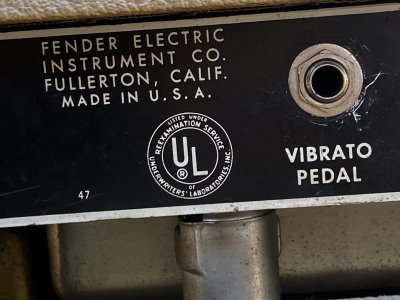 FENDER ELECTRIC
INSTRUMENT CO.
FULLERTON, CALIF.
MADE IN U. S. A.
LISTED UNDER
REEXAMINATION SERVICE
UL
®
OF
UNDERWRITERS' LABORATORIES, INC.
VIBRATO
PEDAL
47